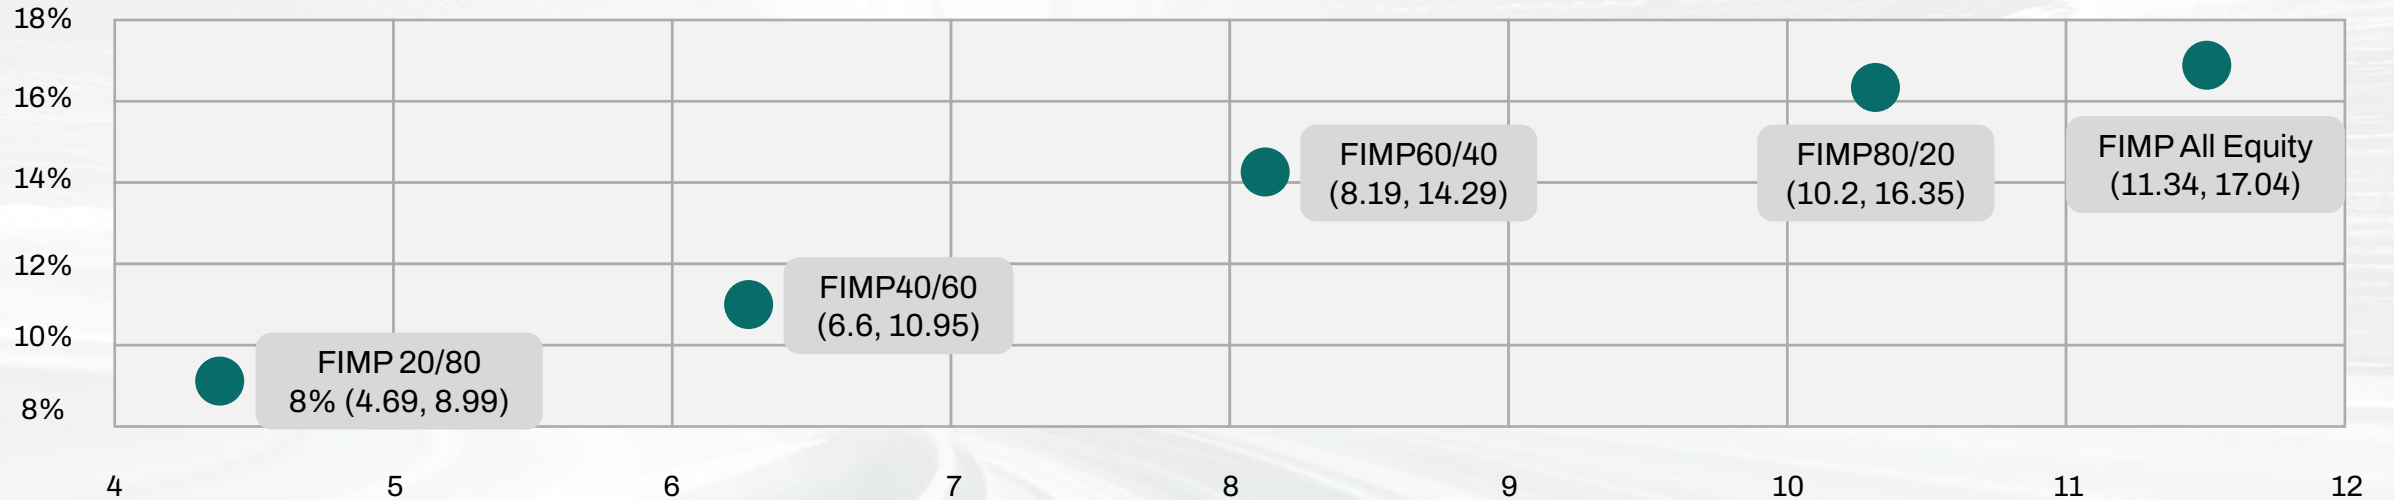 18%
16%
14%
12%
10%
8%
FIMP 20/80
8% (4.69, 8.99)
FIMP40/60
(6.6, 10.95)
FIMP60/40
(8.19, 14.29)
FIMP80/20
(10.2, 16.35)
FIMP All Equity
(11.34, 17.04)
4 5 6 7 8 9 10 11 12